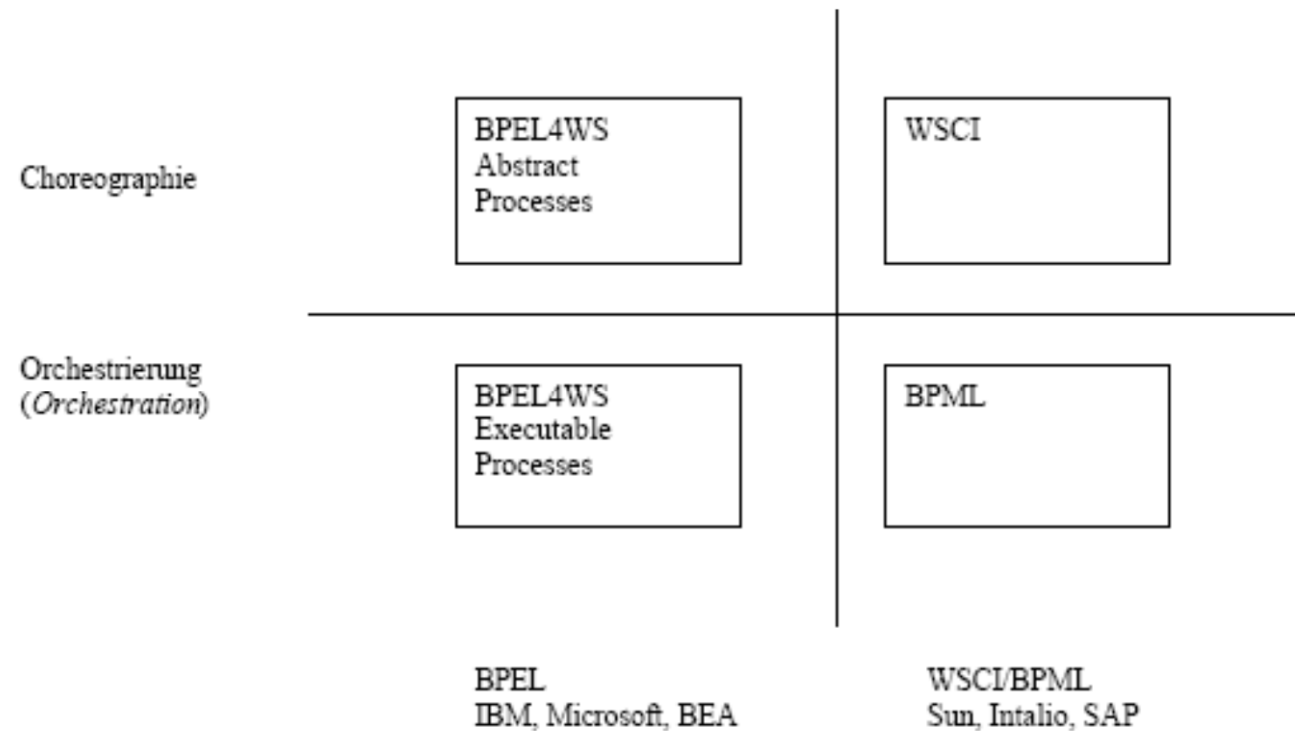 Choreographie
BPEL4WS
Abstract
Processes
WSCI
Orchestrierung
(Orchestration)
BPEL4WS
Executable
Processes
BPML
BPEL
IBM, Microsoft, BEA
WSCI/BPML
Sun, Intalio, SAP